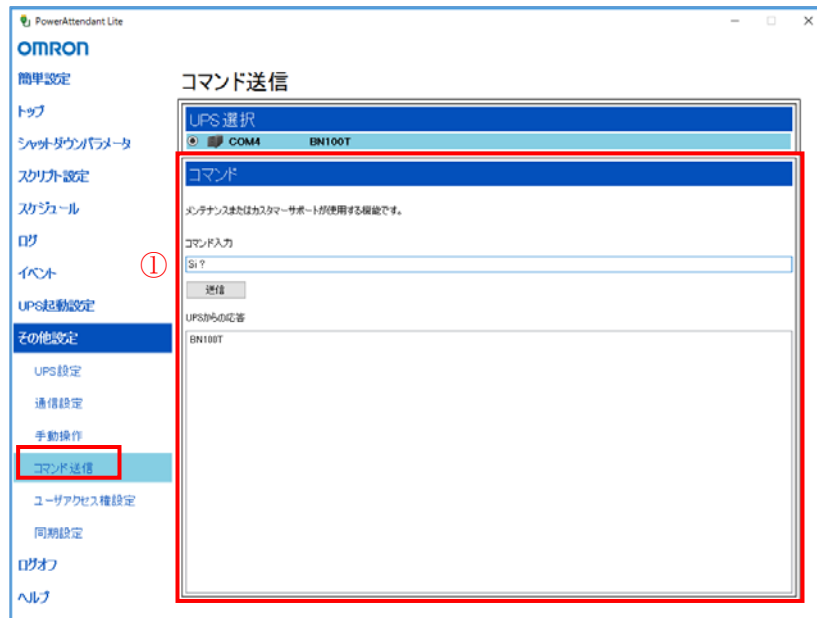 PowerAttendant Lite
OMRON
簡単設定
トップ
シャットダウンパラメータ
スクリプト設定
スケジュール
ログ
イベント
UPS起動設定
その他設定
UPS設定
通信設定
手動操作
コマンド送信
ユーザアクセス権設定
同期設定
ログオフ
ヘルプ
コマンド送信
UPS選択
COM4 BN100T
コマンド
メンテナンスまたはカスタマーサポートが使用する機能です。
コマンド入力
①
Si?
送信
UPSからの応答
BN100T